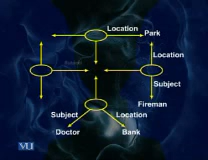 Location
Park
Location
Subject
Fireman
Subject
Location
Doctor
Bank
VU